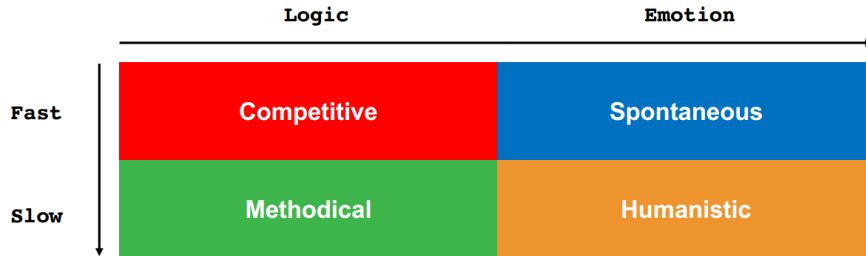 Logic Emotion
Fast Competitive Spontaneous
Slow Methodical Humanistic